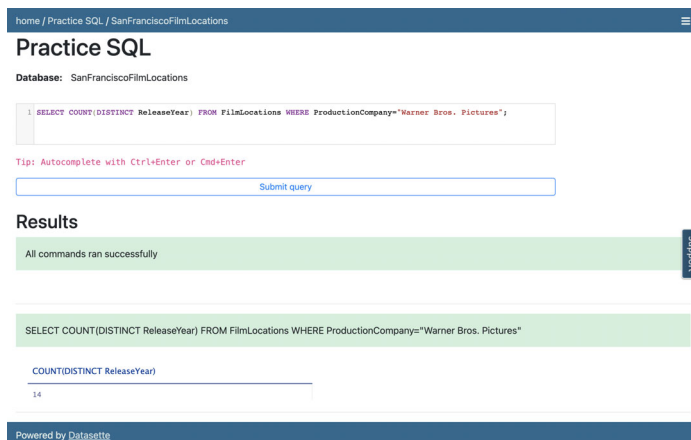 home / Practice SQL / SanFranciscoFilmLocations
Practice SQL
Database: SanFranciscoFilmLocations
1 SELECT COUNT(DISTINCT ReleaseYear) FROM FilmLocations WHERE ProductionCompany="Warner Bros. Pictures";
Tip: Autocomplete with Ctrl+Enter or Cmd+Enter
Submit query
Results
Support
All commands ran successfully
SELECT COUNT(DISTINCT ReleaseYear) FROM FilmLocations WHERE ProductionCompany="Warner Bros. Pictures"
COUNT(DISTINCT ReleaseYear)
14
Powered by Datasette